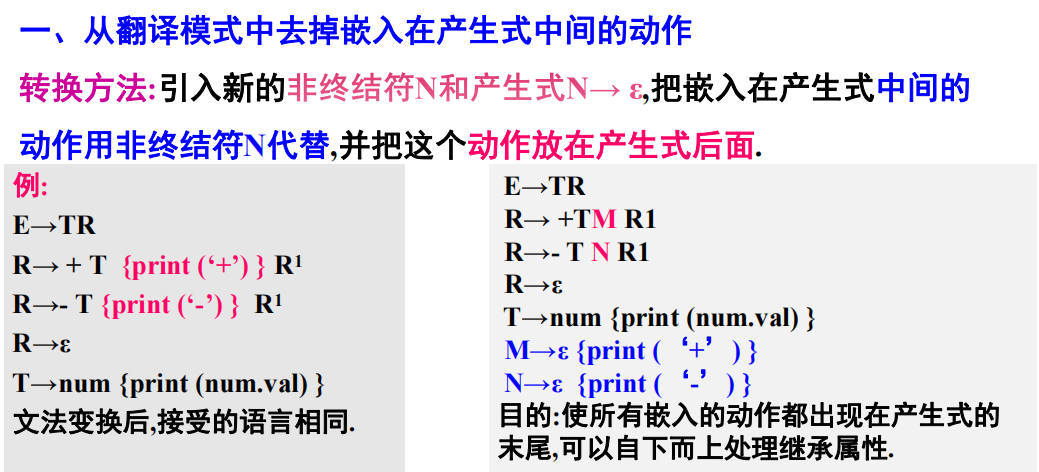 一、从翻译模式中去掉嵌入在产生式中间的动作
转换方法:引入新的非终结符N和产生式N→ ε,把嵌入在产生式中间的
动作用非终结符N代替,并把这个动作放在产生式后面.
例:
E→TR
R→ + T {print (‘+’) } R¹
R→- T {print (‘-’) } R¹
R→ε
T→num {print (num.val) }
文法变换后,接受的语言相同.
E→TR
R→ +TM R1
R→- T N R1
R→ε
T→num {print (num.val) }
M→ε {print ( ‘+’ ) }
N→ε {print ( ‘-’ ) }
目的:使所有嵌入的动作都出现在产生式的
末尾,可以自下而上处理继承属性.